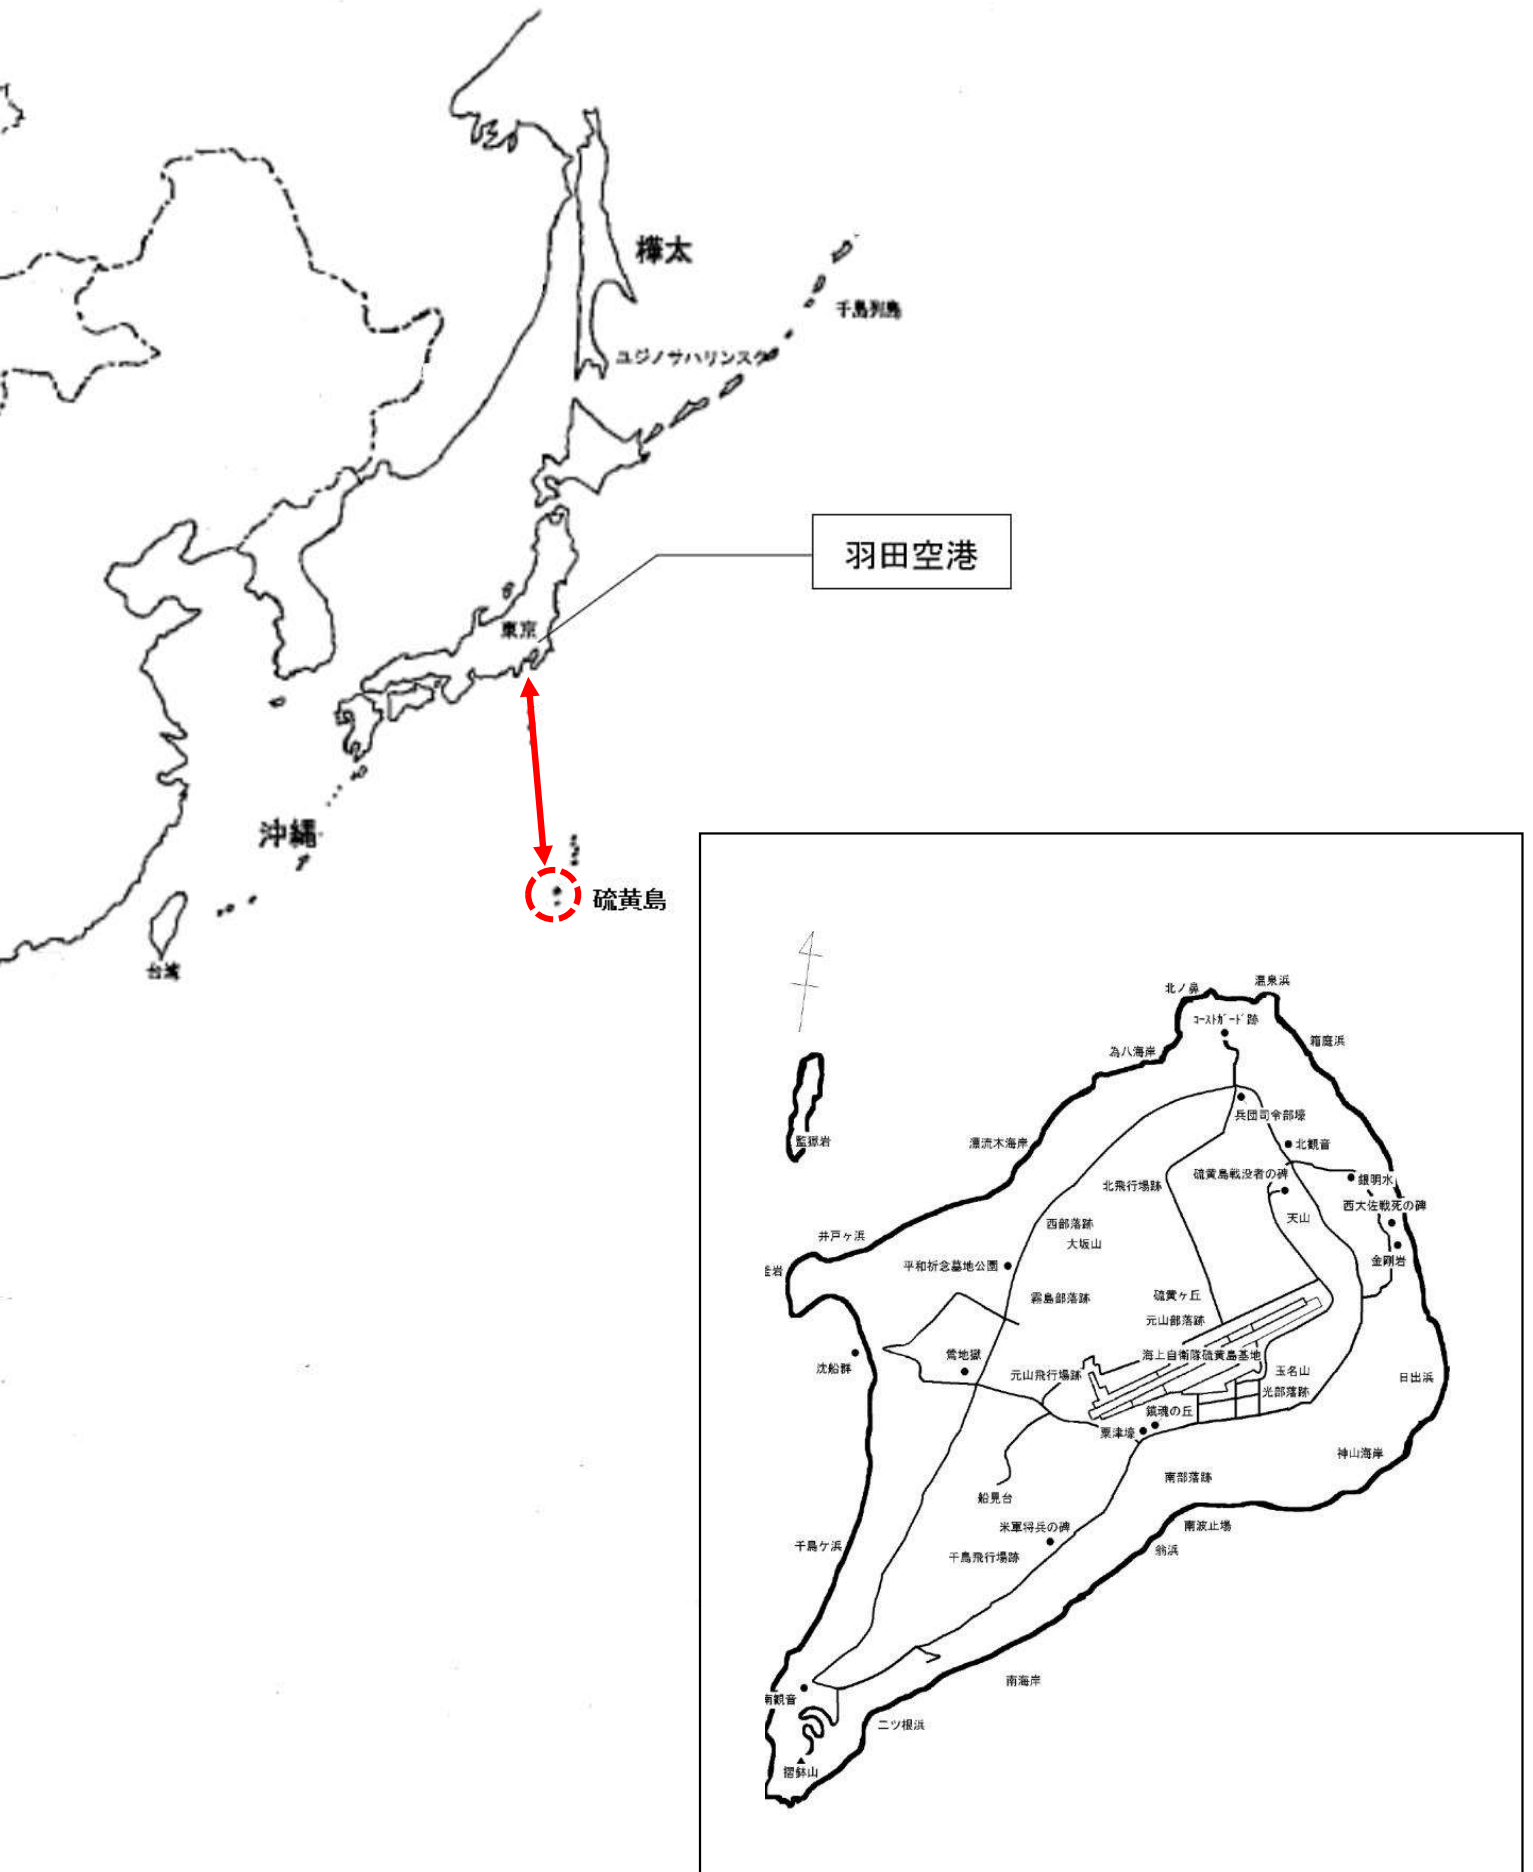 樺太
千島列島
ユジノサハリンスク
羽田空港
東京
沖縄
硫黄島
台湾
北ノ鼻
温泉浜
コーストガード跡
為八海岸
箱庭浜
兵団司令部壕
監獄岩
漂流木海岸
北観音
硫黄島戦没者の碑
銀明水
北飛行場跡
西大佐戦死の碑
天山
西部落跡
大坂山
井戸ヶ浜
平和祈念墓地公園
金剛岩
釜岩
霧島部落跡
硫黄ヶ丘
元山部落跡
沈船群
鶯地獄
海上自衛隊硫黄島基地
元山飛行場跡
玉名山
日出浜
光部落跡
鎮魂の丘
粟津壕
神山海岸
南部落跡
船見台
米軍将兵の碑
南波止場
千鳥ヶ浜
翁浜
千鳥飛行場跡
南海岸
南観音
二ツ根浜
摺鉢山